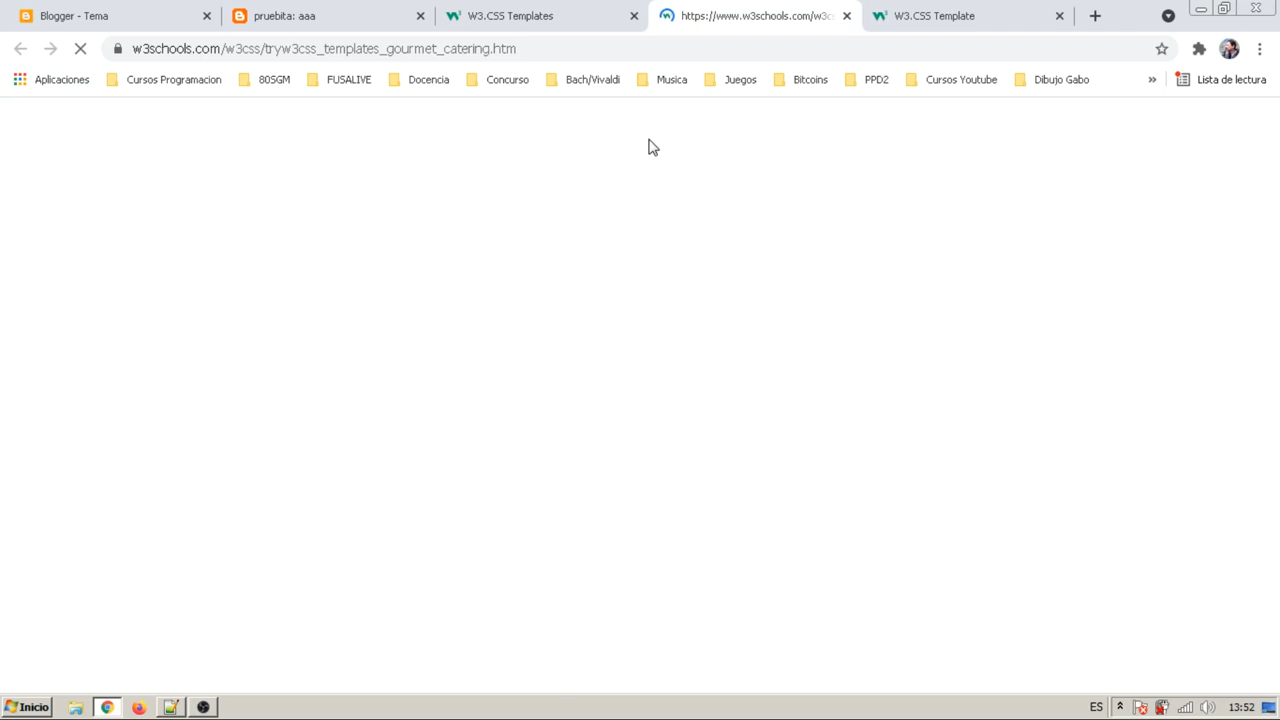 Blogger - Tema
pruebita: aaa
W3.CSS Templates
https://www.w3schools.com/w3c
W3.CSS Template
w3schools.com/w3css/tryw3css_templates_gourmet_catering.htm
Aplicaciones
Cursos Programacion
80SGM
FUSALIVE
Docencia
Concurso
Bach/Vivaldi
Musica
Juegos
Bitcoins
PPD2
Cursos Youtube
Dibujo Gabo
»
Lista de lectura
Inicio
ES
13:52